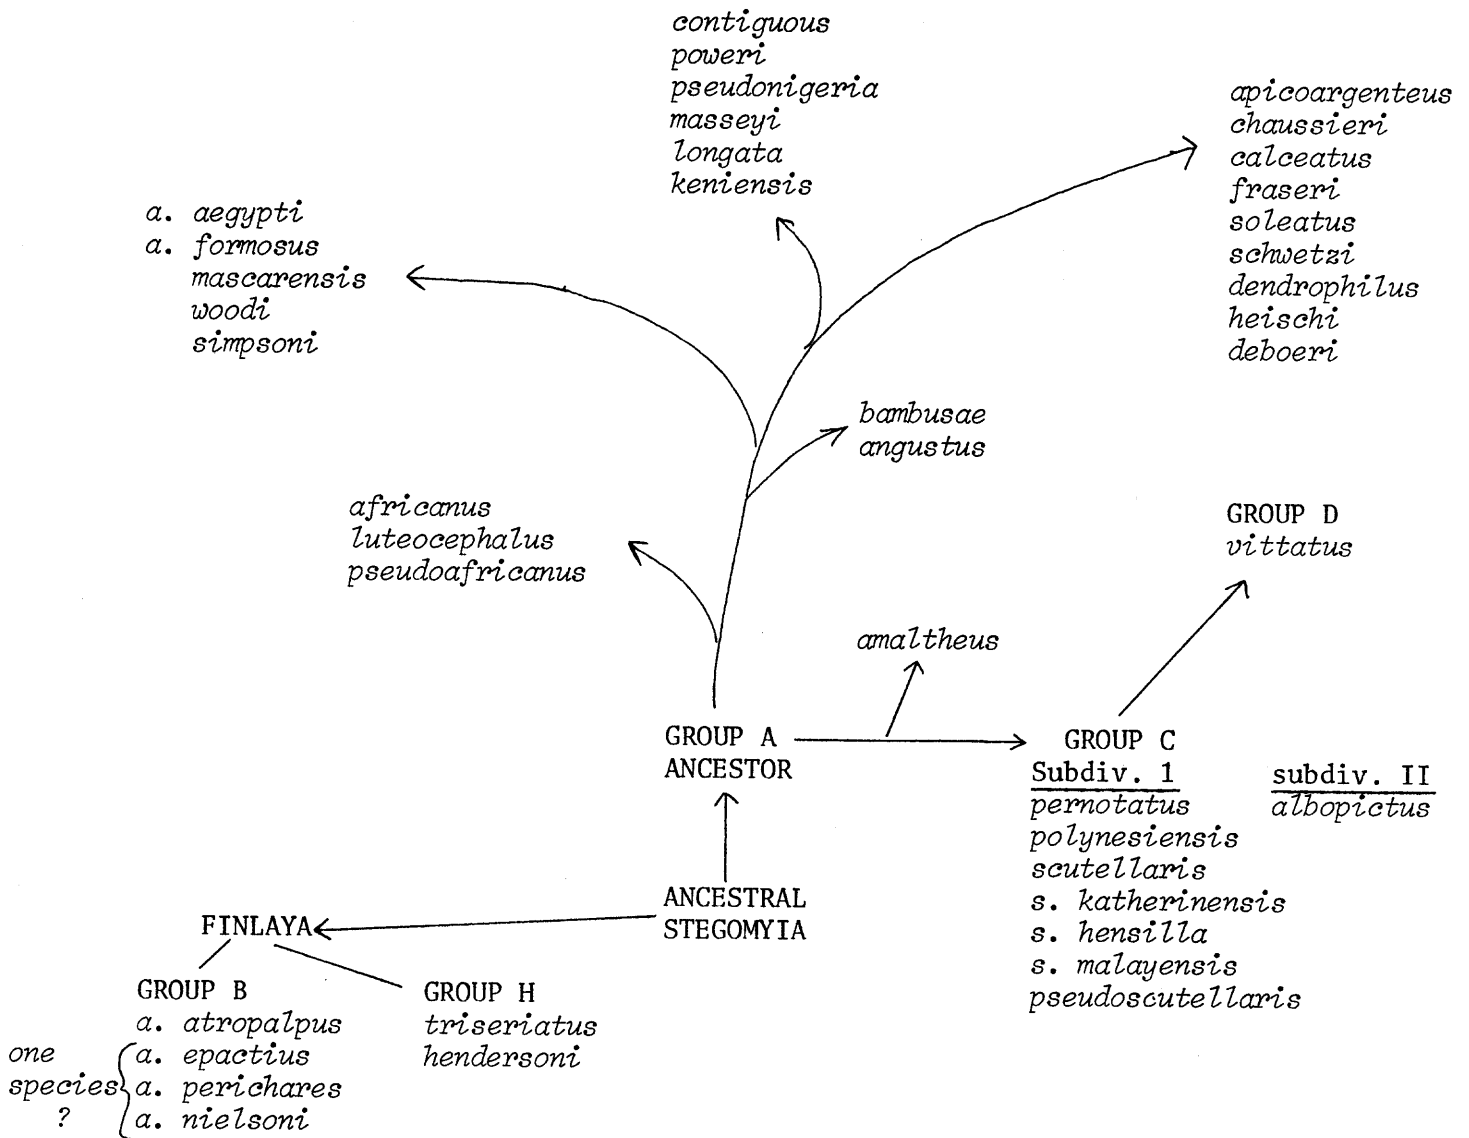 contiguous
poweri
pseudonigeria
masseyi
longata
keniensis
apicoargenteus
chaussieri
calceatus
fraseri
soleatus
schwetzi
dendrophilus
heischi
deboeri
a. aegypti
a. formosus
mascarensis
woodi
simpsoni
bambusae
angustus
africanus
luteocephalus
pseudoafricanus
GROUP D
vittatus
amaltheus
GROUP A
ANCESTOR
GROUP C
Subdiv. 1
pernotatus
polynesiensis
scutellaris
s. katherinensis
s. hensilla
s. malayensis
pseudoscutellaris
subdiv. II
albopictus
ANCESTRAL
STEGOMYIA
FINLAYA
GROUP B
a. atropalpus
a. epactius
a. perichares
a. nielsoni
one
species
?
GROUP H
triseriatus
hendersoni